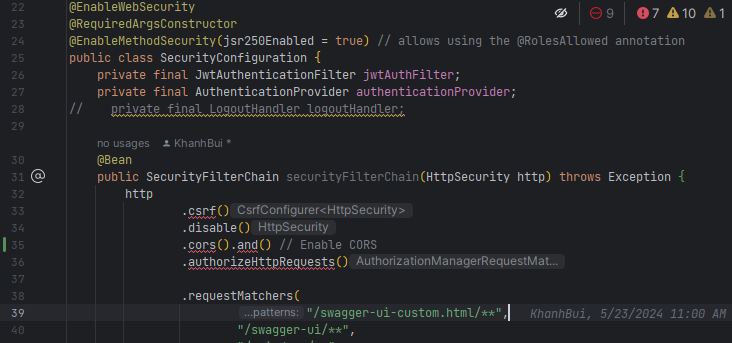 9 7 10 1
22 @EnableWebSecurity
23 @RequiredArgsConstructor
24 @EnableMethodSecurity(jsr250Enabled = true) // allows using the @RolesAllowed annotation
25 public class SecurityConfiguration {
26 private final JwtAuthenticationFilter jwtAuthFilter;
27 private final AuthenticationProvider authenticationProvider;
28 // private final LogoutHandler logoutHandler;
29
no usages KhanhBui *
30 @Bean
31 @ public SecurityFilterChain securityFilterChain(HttpSecurity http) throws Exception {
32 http
33 .csrf() CsrfConfigurer<HttpSecurity>
34 .disable() HttpSecurity
35 .cors().and() // Enable CORS
36 .authorizeHttpRequests() AuthorizationManagerRequestMat...
37
38 .requestMatchers(
39 ...patterns: "/swagger-ui-custom.html/**", KhanhBui, 5/23/2024 11:00 AM
40 "/swagger-ui/**",